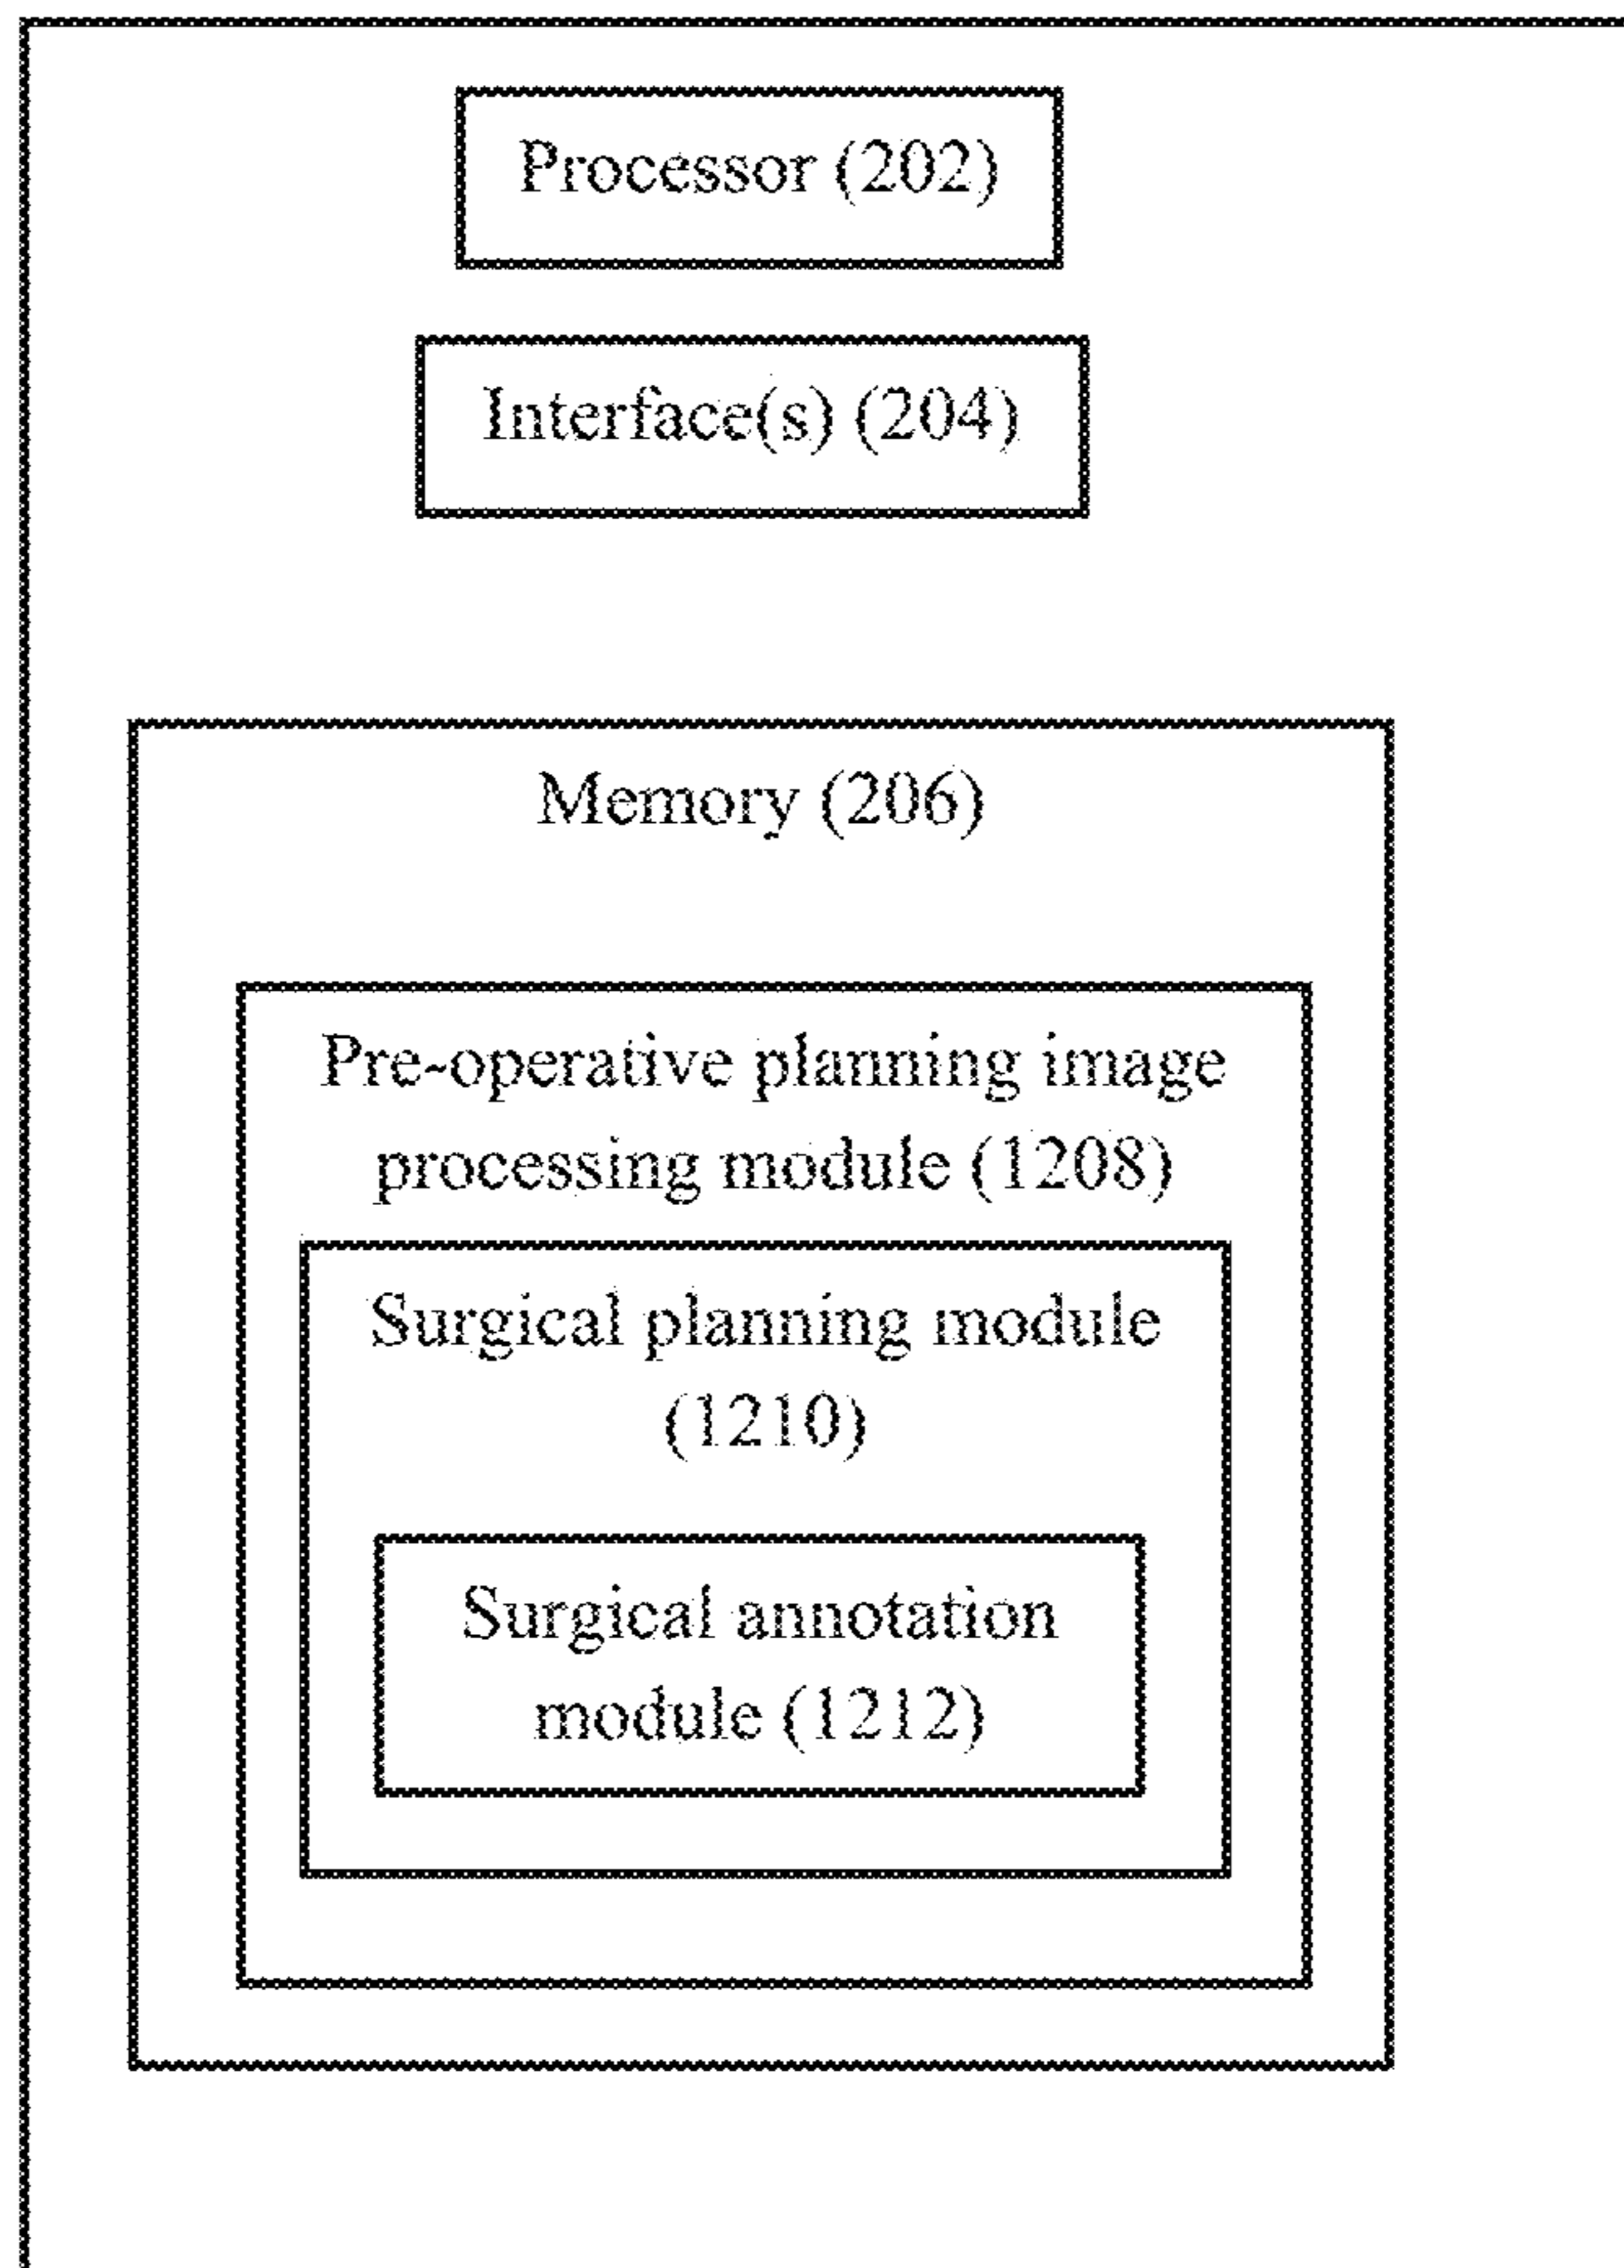 Processor (202)
Interface(s) (204)
Memory (206)
Pre-operative planning image
processing module (1208)
Surgical planning module
(1210)
Surgical annotation
module (1212)